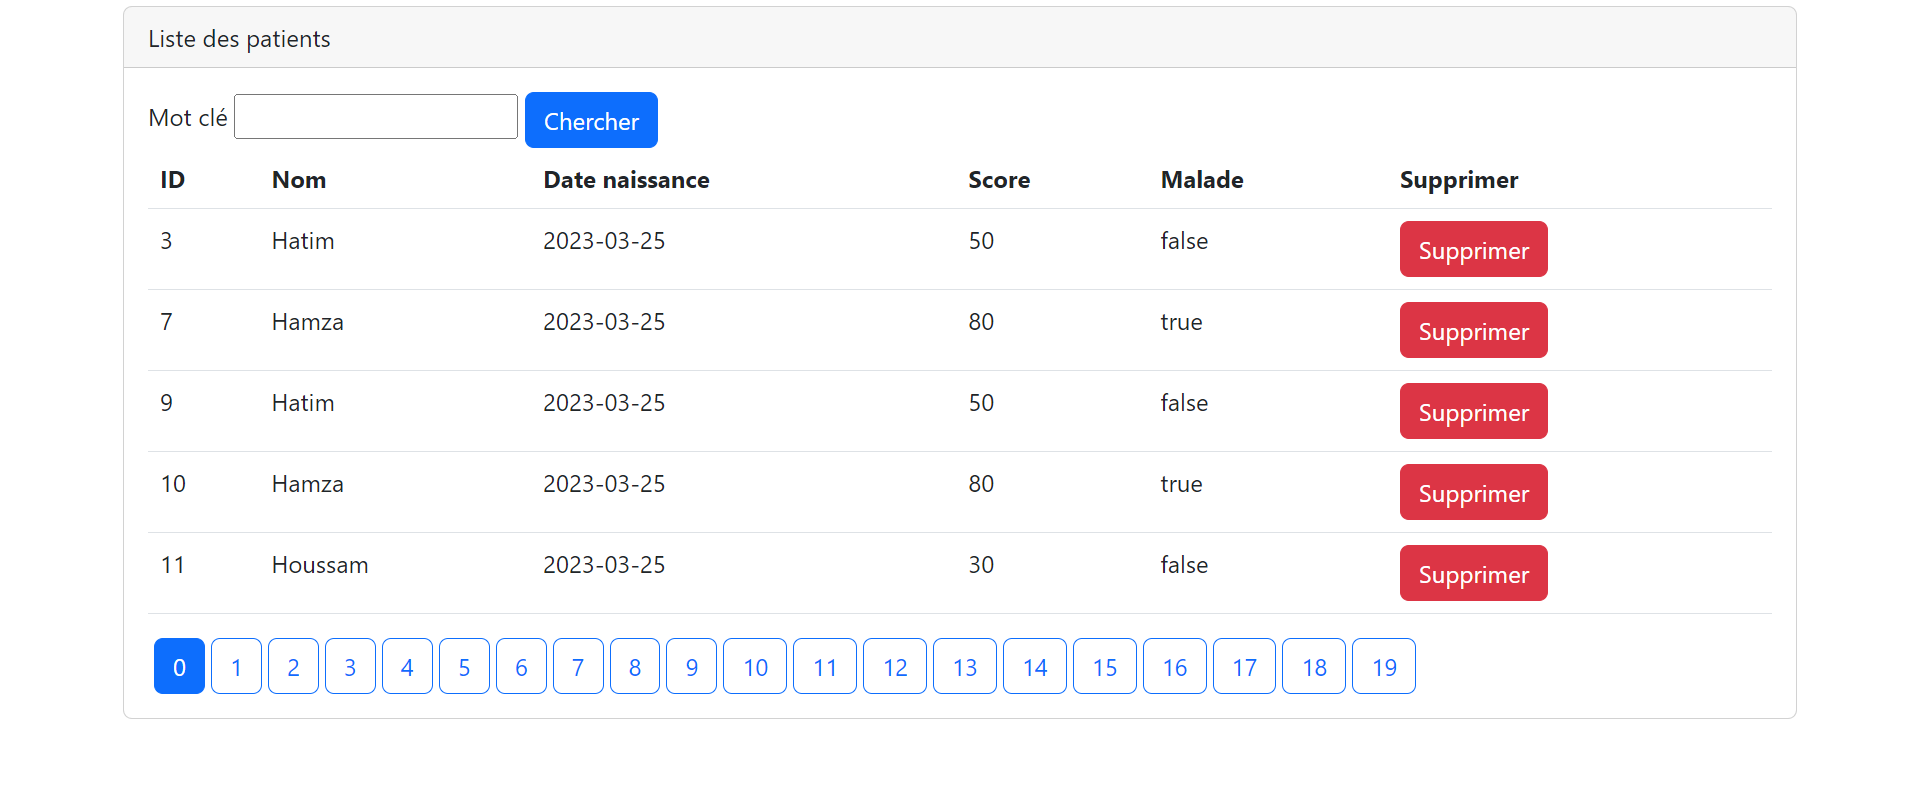 Liste des patients
Mot clé Chercher
ID Nom Date naissance Score Malade Supprimer
3 Hatim 2023-03-25 50 false Supprimer
7 Hamza 2023-03-25 80 true Supprimer
9 Hatim 2023-03-25 50 false Supprimer
10 Hamza 2023-03-25 80 true Supprimer
11 Houssam 2023-03-25 30 false Supprimer
0 1 2 3 4 5 6 7 8 9 10 11 12 13 14 15 16 17 18 19